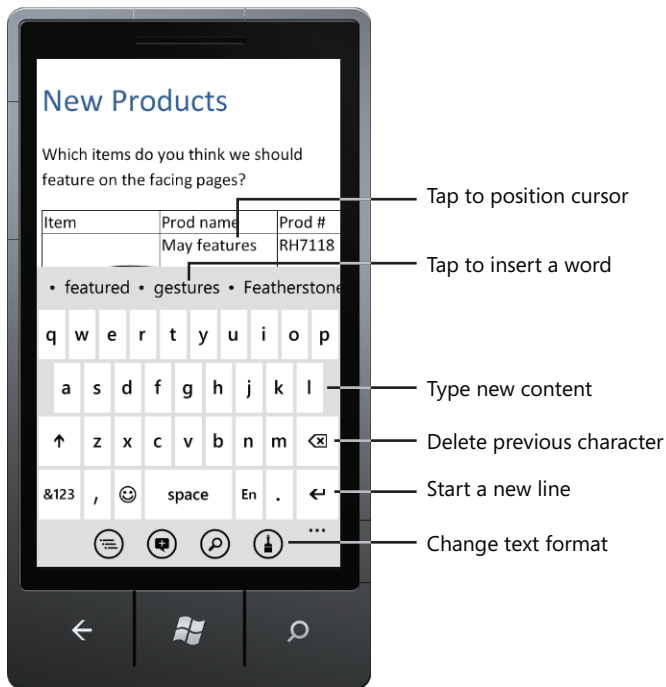 New Products
Which items do you think we should
feature on the facing pages?
Item Prod name Prod #
May features RH7118
• featured • gestures • Featherstone
q w e r t y u i o p
a s d f g h j k l
z x c v b n m
&123 , space En .
...
Tap to position cursor
Tap to insert a word
Type new content
Delete previous character
Start a new line
Change text format